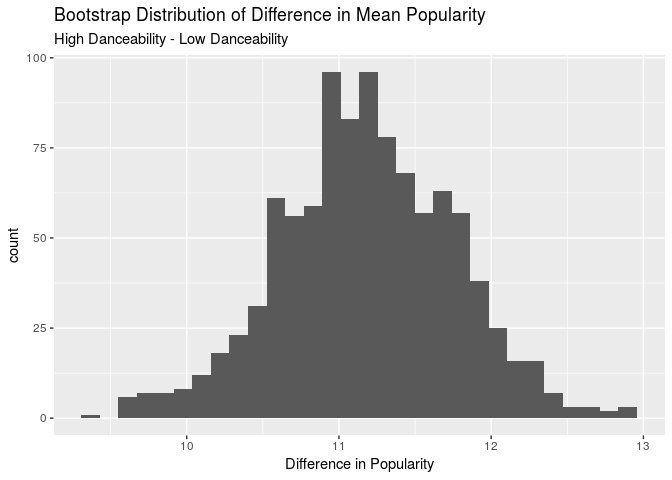 Bootstrap Distribution of Difference in Mean Popularity
High Danceability - Low Danceability
100
75
50
25
0
count
10
11
12
13
Difference in Popularity